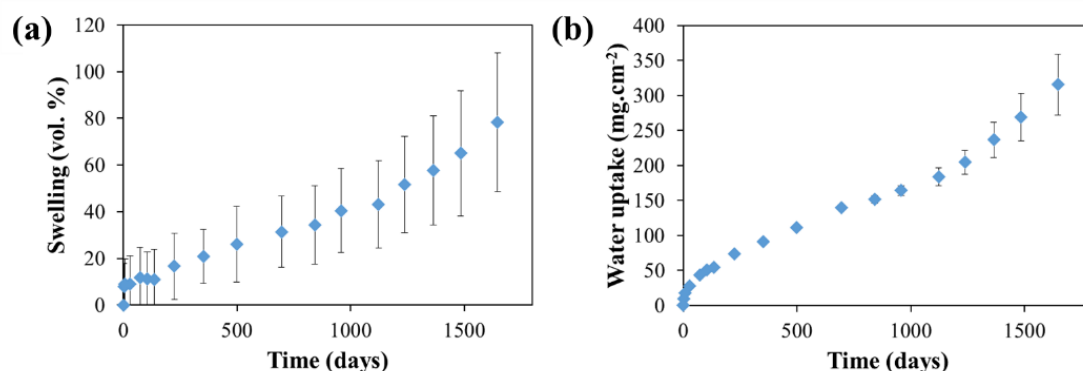 (a)
Swelling (vol. %)
120
100
80
60
40
20
0
0 500 1000 1500
Time (days)
(b)
Water uptake (mg.cm-2)
400
350
300
250
200
150
100
50
0
0 500 1000 1500
Time (days)